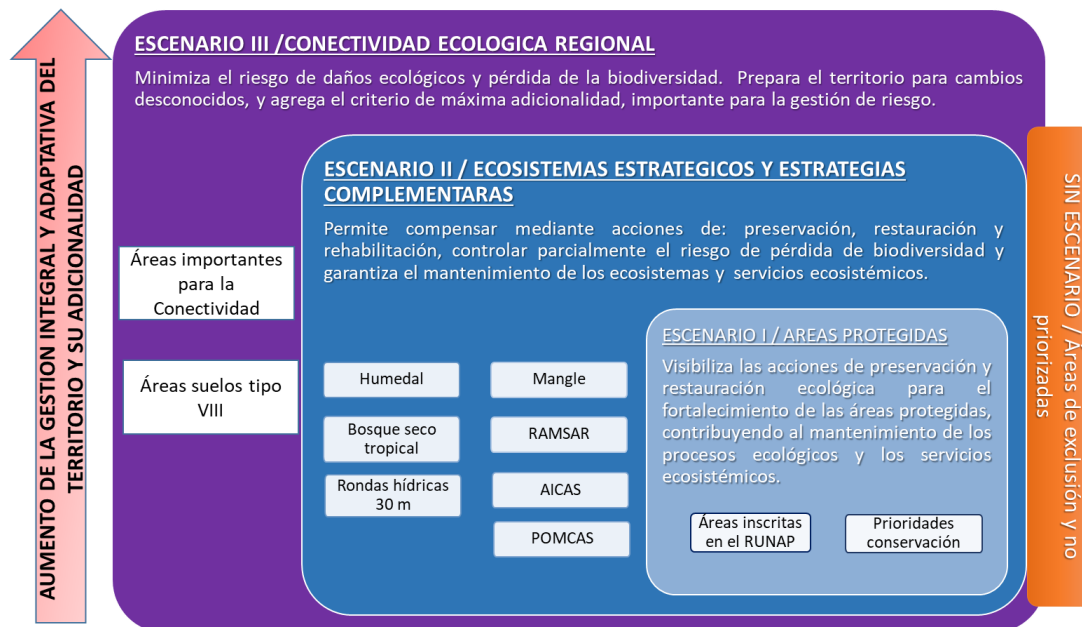 AUMENTO DE LA GESTION INTEGRAL Y ADAPTATIVA DEL
TERRITORIO Y SU ADICIONALIDAD
ESCENARIO III /CONECTIVIDAD ECOLOGICA REGIONAL
Minimiza el riesgo de daños ecológicos y pérdida de la biodiversidad. Prepara el territorio para cambios
desconocidos, y agrega el criterio de máxima adicionalidad, importante para la gestión de riesgo.
Áreas importantes
para la
Conectividad
Áreas suelos tipo
VIII
ESCENARIO II / ECOSISTEMAS ESTRATEGICOS Y ESTRATEGIAS
COMPLEMENTARAS
Permite compensar mediante acciones de: preservación, restauración y
rehabilitación, controlar parcialmente el riesgo de pérdida de biodiversidad y
garantiza el mantenimiento de los ecosistemas y servicios ecosistémicos.
Humedal
Bosque seco
tropical
Rondas hídricas
30 m
Mangle
RAMSAR
AICAS
POMCAS
ESCENARIO I / AREAS PROTEGIDAS
Visibiliza las acciones de preservación y
restauración ecológica para el
fortalecimiento de las áreas protegidas,
contribuyendo al mantenimiento de los
procesos ecológicos y los servicios
ecosistémicos.
Áreas inscritas
en el RUNAP
Prioridades
conservación
SIN ESCENARIO / Áreas de exclusión y no
priorizadas